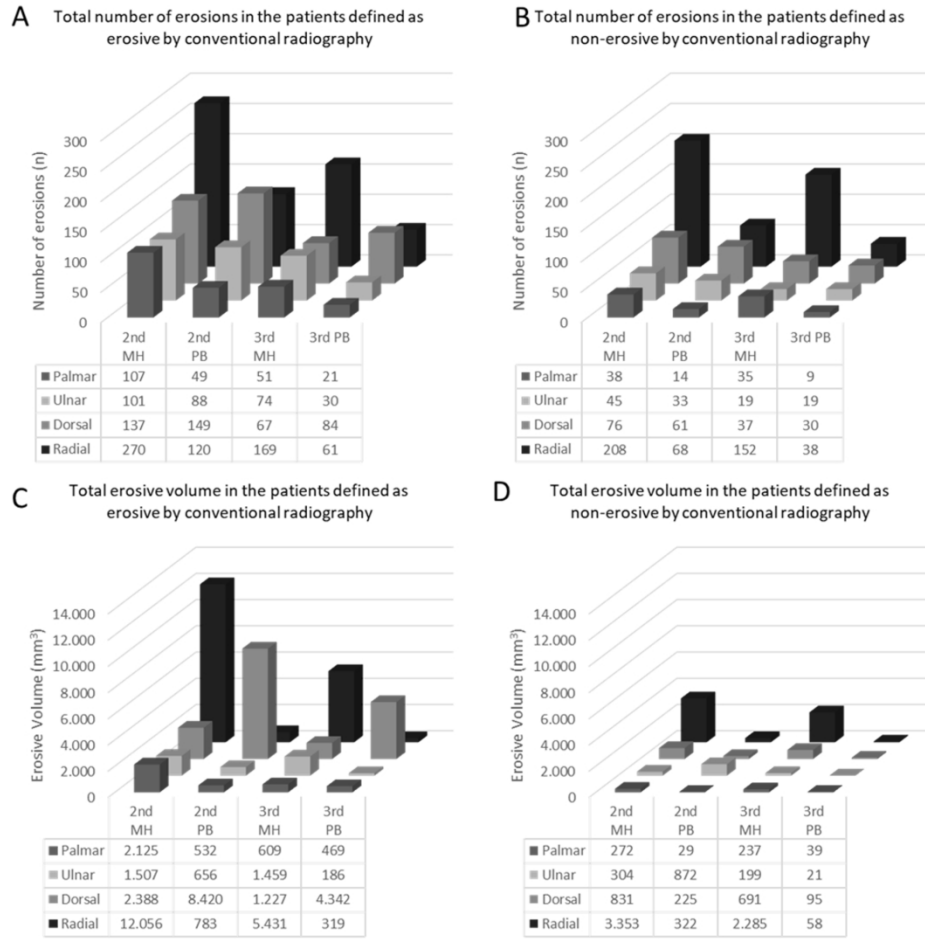 A
Total number of erosions in the patients defined as
erosive by conventional radiography
Number of erosions (n)
300
250
200
150
100
50
0
2nd MH 2nd PB 3rd MH 3rd PB
Palmar 107 49 51 21
Ulnar 101 88 74 30
Dorsal 137 149 67 84
Radial 270 120 169 61
B
Total number of erosions in the patients defined as
non-erosive by conventional radiography
Number of erosions (n)
300
250
200
150
100
50
0
2nd MH 2nd PB 3rd MH 3rd PB
Palmar 38 14 35 9
Ulnar 45 33 19 19
Dorsal 76 61 37 30
Radial 208 68 152 38
C
Total erosive volume in the patients defined as
erosive by conventional radiography
Erosive Volume (mm³)
14.000
12.000
10.000
8.000
6.000
4.000
2.000
0
2nd MH 2nd PB 3rd MH 3rd PB
Palmar 2.125 532 609 469
Ulnar 1.507 656 1.459 186
Dorsal 2.388 8.420 1.227 4.342
Radial 12.056 783 5.431 319
D
Total erosive volume in the patients defined as
non-erosive by conventional radiography
Erosive Volume (mm³)
14.000
12.000
10.000
8.000
6.000
4.000
2.000
0
2nd MH 2nd PB 3rd MH 3rd PB
Palmar 272 29 237 39
Ulnar 304 872 199 21
Dorsal 831 225 691 95
Radial 3.353 322 2.285 58